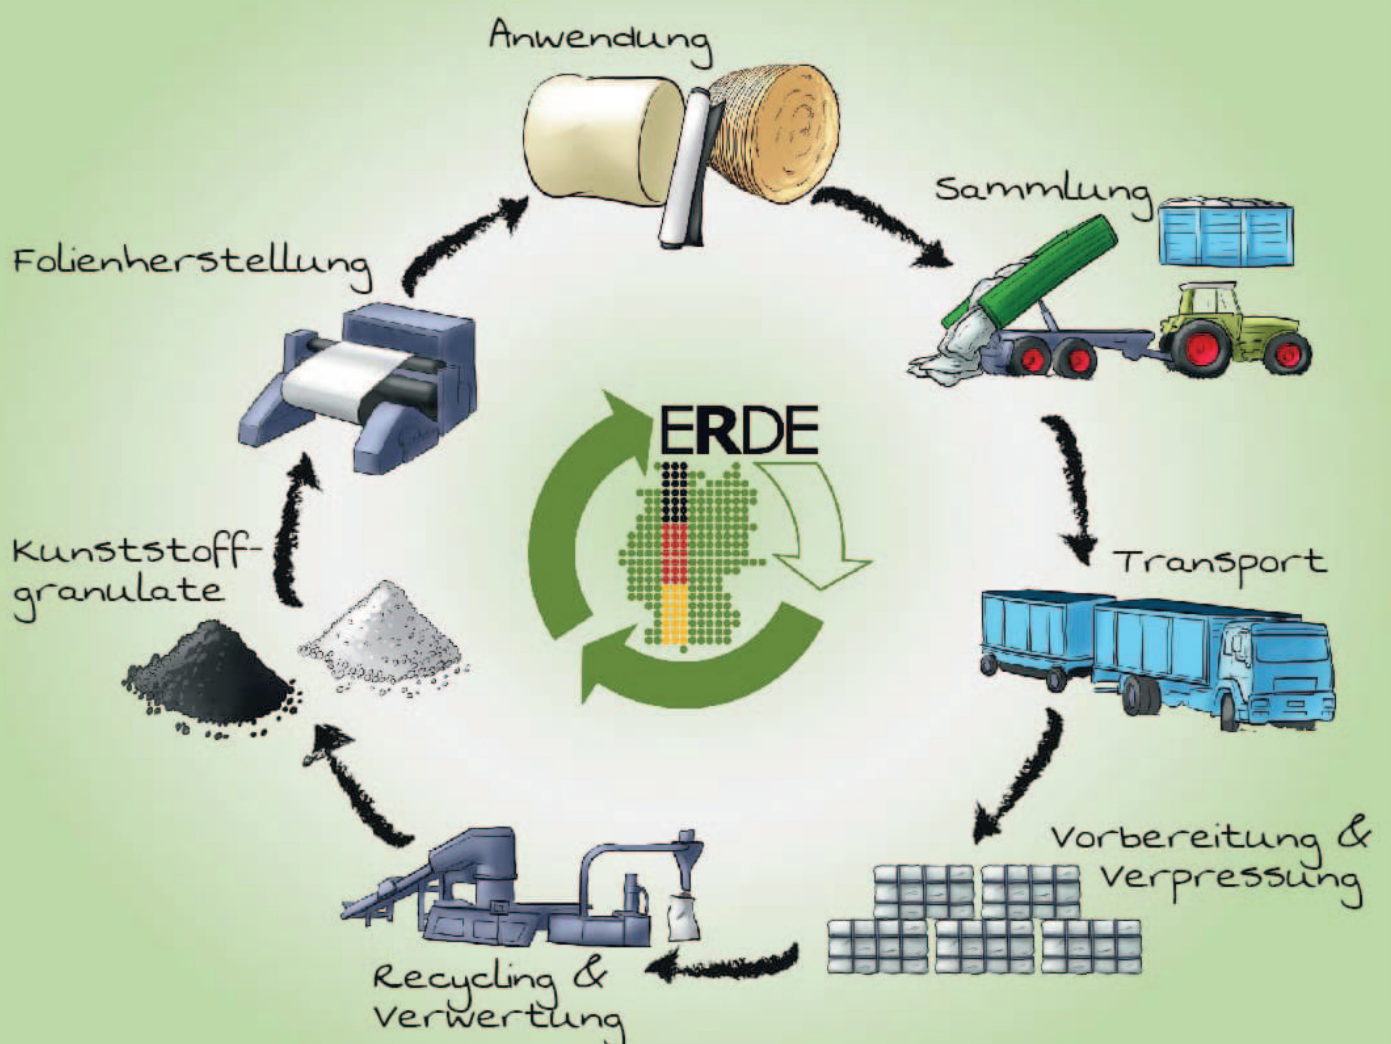 Anwendung
Sammlung
Folienherstellung
ERDE
Kunststoff-
granulate
Transport
Vorbereitung &
Verpressung
Recycling &
Verwertung